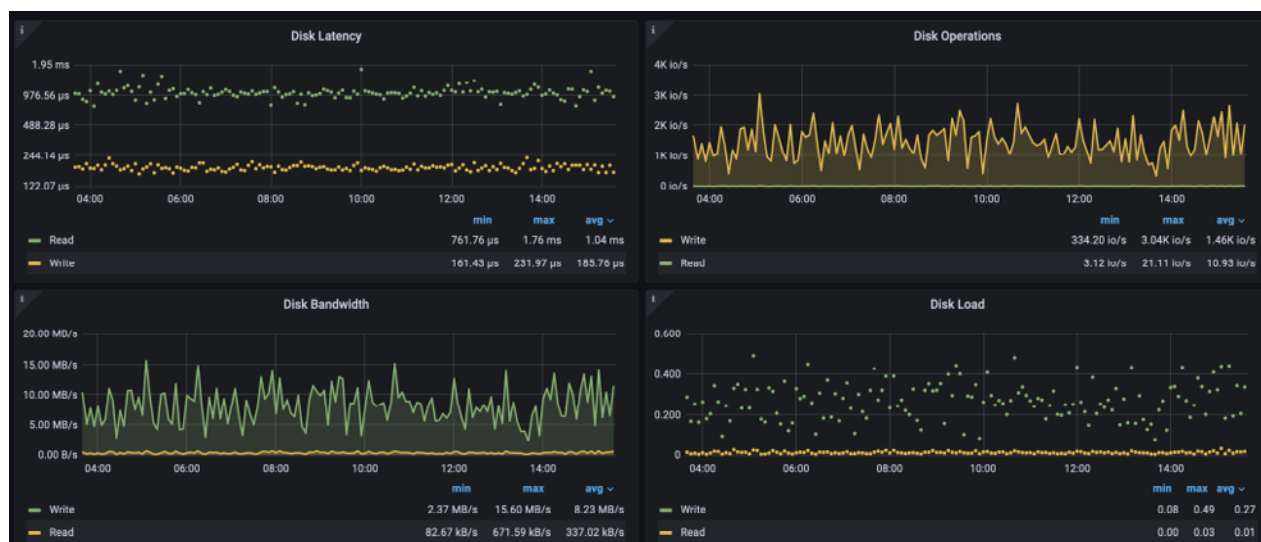 Disk Latency
1.95 ms
976.56 µs
488.28 µs
244.14 µs
122.07 µs
04:00 06:00 08:00 10:00 12:00 14:00
min max avg
Read 761.76 µs 1.76 ms 1.04 ms
Write 161.43 µs 231.97 µs 185.76 µs
Disk Operations
4K io/s
3K io/s
2K io/s
1K io/s
0 io/s
04:00 06:00 08:00 10:00 12:00 14:00
min max avg
Write 334.20 io/s 3.04K io/s 1.46K io/s
Read 3.12 io/s 21.11 io/s 10.93 io/s
Disk Bandwidth
20.00 MB/s
15.00 MB/s
10.00 MB/s
5.00 MB/s
0.00 B/s
04:00 06:00 08:00 10:00 12:00 14:00
min max avg
Write 2.37 MB/s 15.60 MB/s 8.23 MB/s
Read 82.67 kB/s 671.59 kB/s 337.02 kB/s
Disk Load
0.600
0.400
0.200
0
04:00 06:00 08:00 10:00 12:00 14:00
min max avg
Write 0.08 0.49 0.27
Read 0.00 0.03 0.01